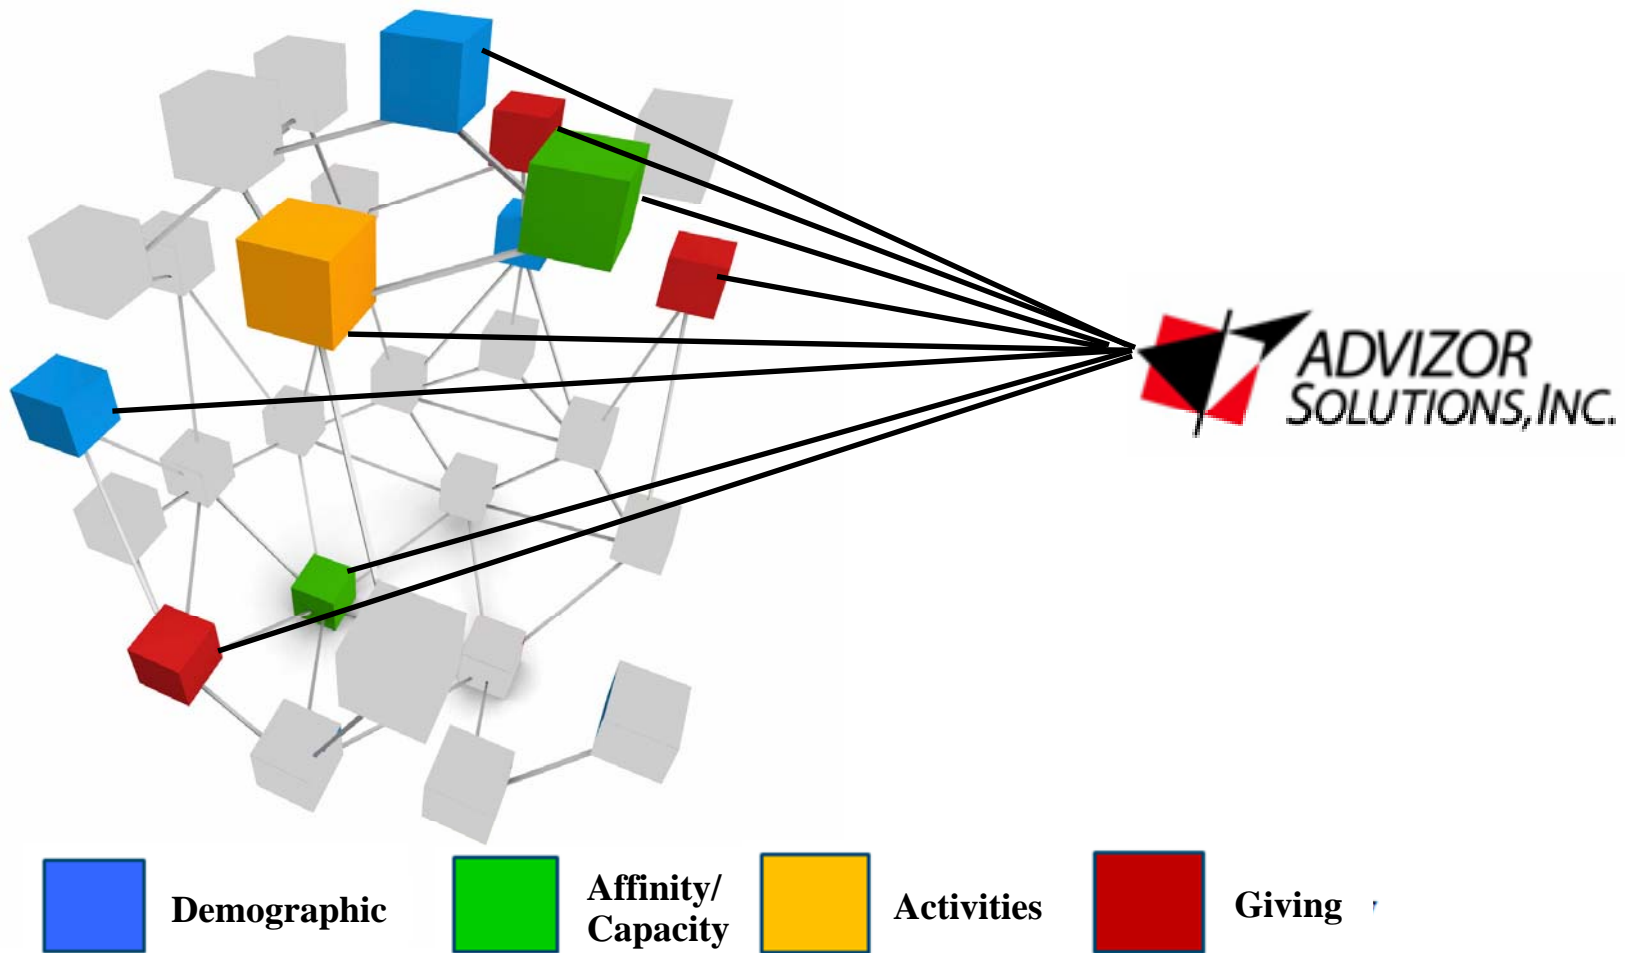 ADVIZOR
SOLUTIONS, INC.
Demographic
Affinity/
Capacity
Activities
Giving